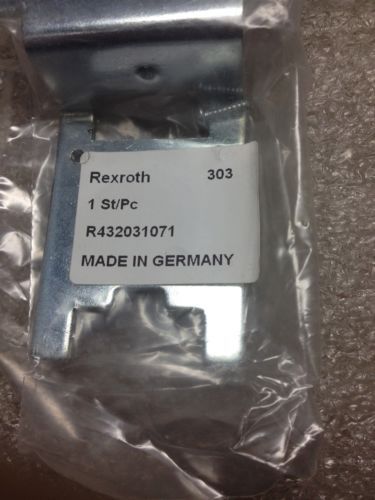 Rexroth 303
1 St/Pc
R432031071
MADE IN GERMANY